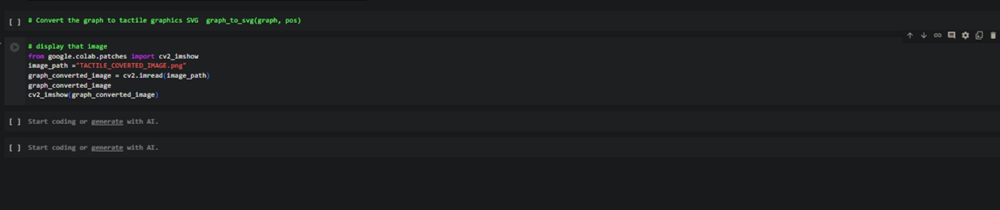 [ ] # Convert the graph to tactile graphics SVG  graph_to_svg(graph, pos)
# display that image
from google.colab.patches import cv2_imshow
image_path ="TACTILE_COVERTED_IMAGE.png"
graph_converted_image = cv2.imread(image_path)
graph_converted_image
cv2_imshow(graph_converted_image)
[ ] Start coding or generate with AI.
[ ] Start coding or generate with AI.